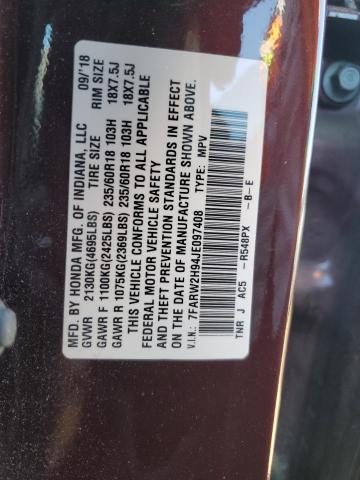 MFD. BY HONDA MFG. OF INDIANA, LLC 09/'18
GVWR 2130KG(4695LBS) TIRE SIZE RIM SIZE
GAWR F 1100KG(2425LBS) 235/60R18 103H 18X7.5J
GAWR R 1075KG(2369LBS) 235/60R18 103H 18X7.5J
THIS VEHICLE CONFORMS TO ALL APPLICABLE
FEDERAL MOTOR VEHICLE SAFETY
AND THEFT PREVENTION STANDARDS IN EFFECT
ON THE DATE OF MANUFACTURE SHOWN ABOVE.
V.I.N.: 7FARW2H94JE097408 TYPE: MPV
TNR J AC5 -R548PX -B-E